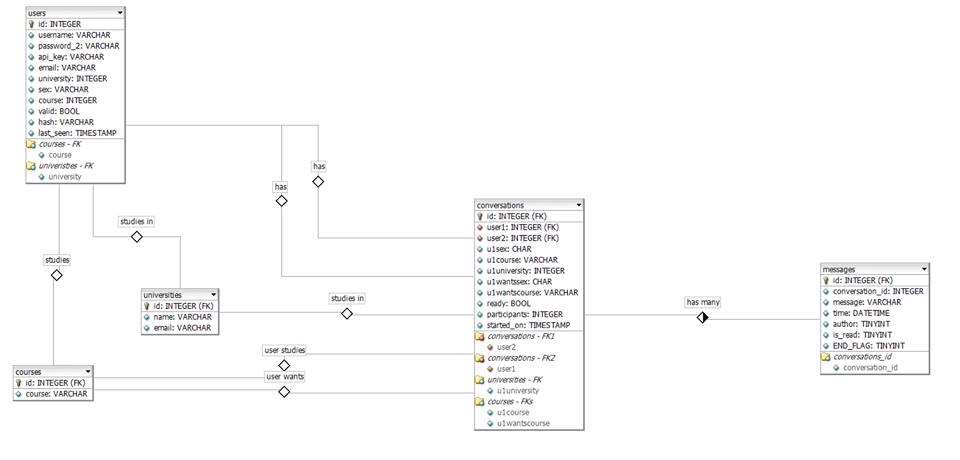 users
id: INTEGER
username: VARCHAR
password_2: VARCHAR
api_key: VARCHAR
email: VARCHAR
university: INTEGER
sex: VARCHAR
course: INTEGER
valid: BOOL
hash: VARCHAR
last_seen: TIMESTAMP
courses - FK
course
univeristies - FK
university
has
has
studies in
studies
universities
id: INTEGER (FK)
name: VARCHAR
email: VARCHAR
studies in
user studies
user wants
courses
id: INTEGER (FK)
course: VARCHAR
conversations
id: INTEGER (FK)
user1: INTEGER (FK)
user2: INTEGER (FK)
u1sex: CHAR
u1course: VARCHAR
u1university: INTEGER
u1wantssex: CHAR
u1wantscourse: VARCHAR
ready: BOOL
participants: INTEGER
started_on: TIMESTAMP
conversations - FK1
user2
conversations - FK2
user1
universities - FK
u1university
courses - FKs
u1course
u1wantscourse
has many
messages
id: INTEGER (FK)
conversation_id: INTEGER
message: VARCHAR
time: DATETIME
author: TINYINT
is_read: TINYINT
END_FLAG: TINYINT
conversations_id
conversation_id